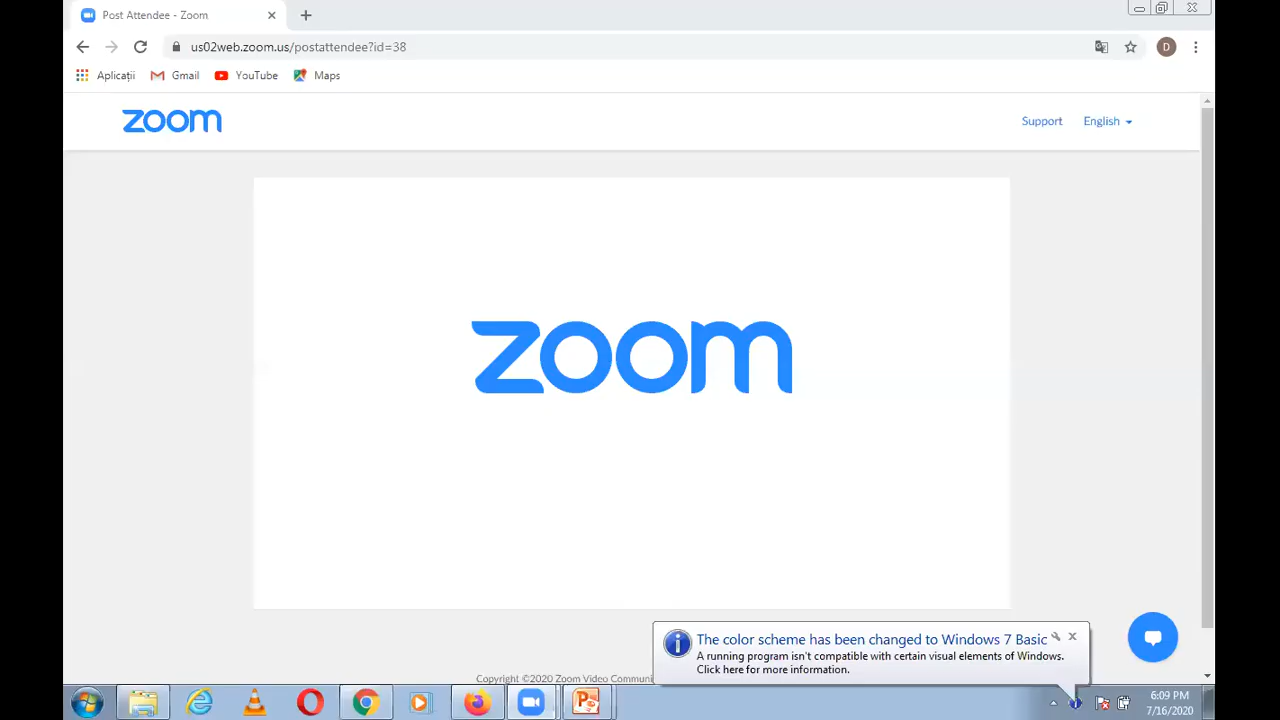 Post Attendee - Zoom
us02web.zoom.us/postattendee?id=38
D
Aplicații Gmail YouTube Maps
zoom
Support English
zoom
The color scheme has been changed to Windows 7 Basic
A running program isn't compatible with certain visual elements of Windows.
Click here for more information.
Copyright ©2020 Zoom Video Communi
6:09 PM
7/16/2020